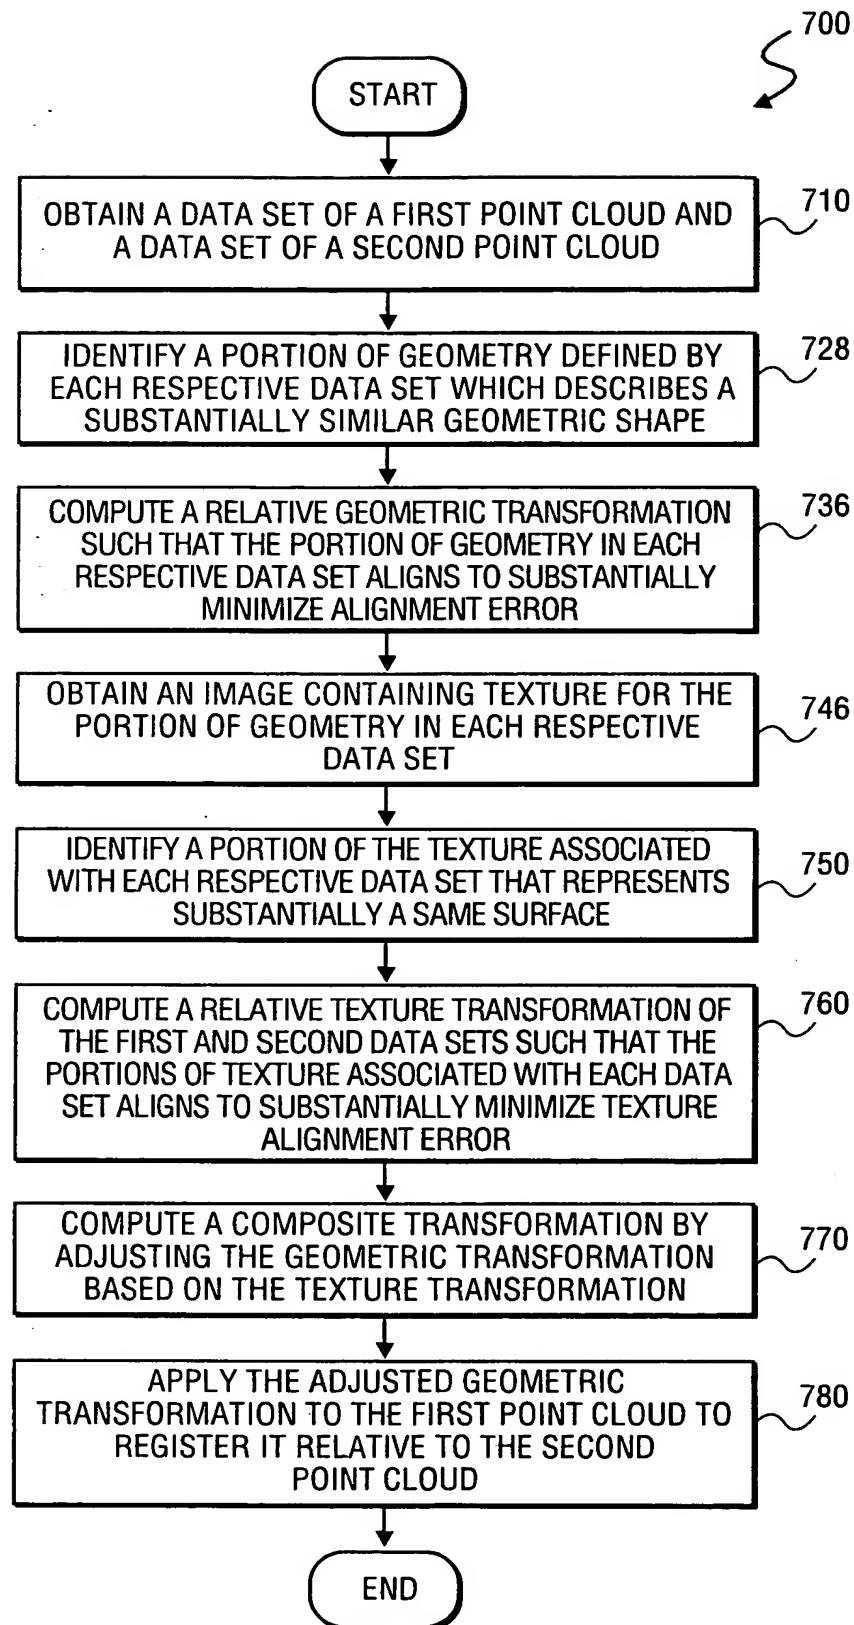 700
START
OBTAIN A DATA SET OF A FIRST POINT CLOUD AND
A DATA SET OF A SECOND POINT CLOUD
710
IDENTIFY A PORTION OF GEOMETRY DEFINED BY
EACH RESPECTIVE DATA SET WHICH DESCRIBES A
SUBSTANTIALLY SIMILAR GEOMETRIC SHAPE
728
COMPUTE A RELATIVE GEOMETRIC TRANSFORMATION
SUCH THAT THE PORTION OF GEOMETRY IN EACH
RESPECTIVE DATA SET ALIGNS TO SUBSTANTIALLY
MINIMIZE ALIGNMENT ERROR
736
OBTAIN AN IMAGE CONTAINING TEXTURE FOR THE
PORTION OF GEOMETRY IN EACH RESPECTIVE
DATA SET
746
IDENTIFY A PORTION OF THE TEXTURE ASSOCIATED
WITH EACH RESPECTIVE DATA SET THAT REPRESENTS
SUBSTANTIALLY A SAME SURFACE
750
COMPUTE A RELATIVE TEXTURE TRANSFORMATION OF
THE FIRST AND SECOND DATA SETS SUCH THAT THE
PORTIONS OF TEXTURE ASSOCIATED WITH EACH DATA
SET ALIGNS TO SUBSTANTIALLY MINIMIZE TEXTURE
ALIGNMENT ERROR
760
COMPUTE A COMPOSITE TRANSFORMATION BY
ADJUSTING THE GEOMETRIC TRANSFORMATION
BASED ON THE TEXTURE TRANSFORMATION
770
APPLY THE ADJUSTED GEOMETRIC
TRANSFORMATION TO THE FIRST POINT CLOUD TO
REGISTER IT RELATIVE TO THE SECOND
POINT CLOUD
780
END